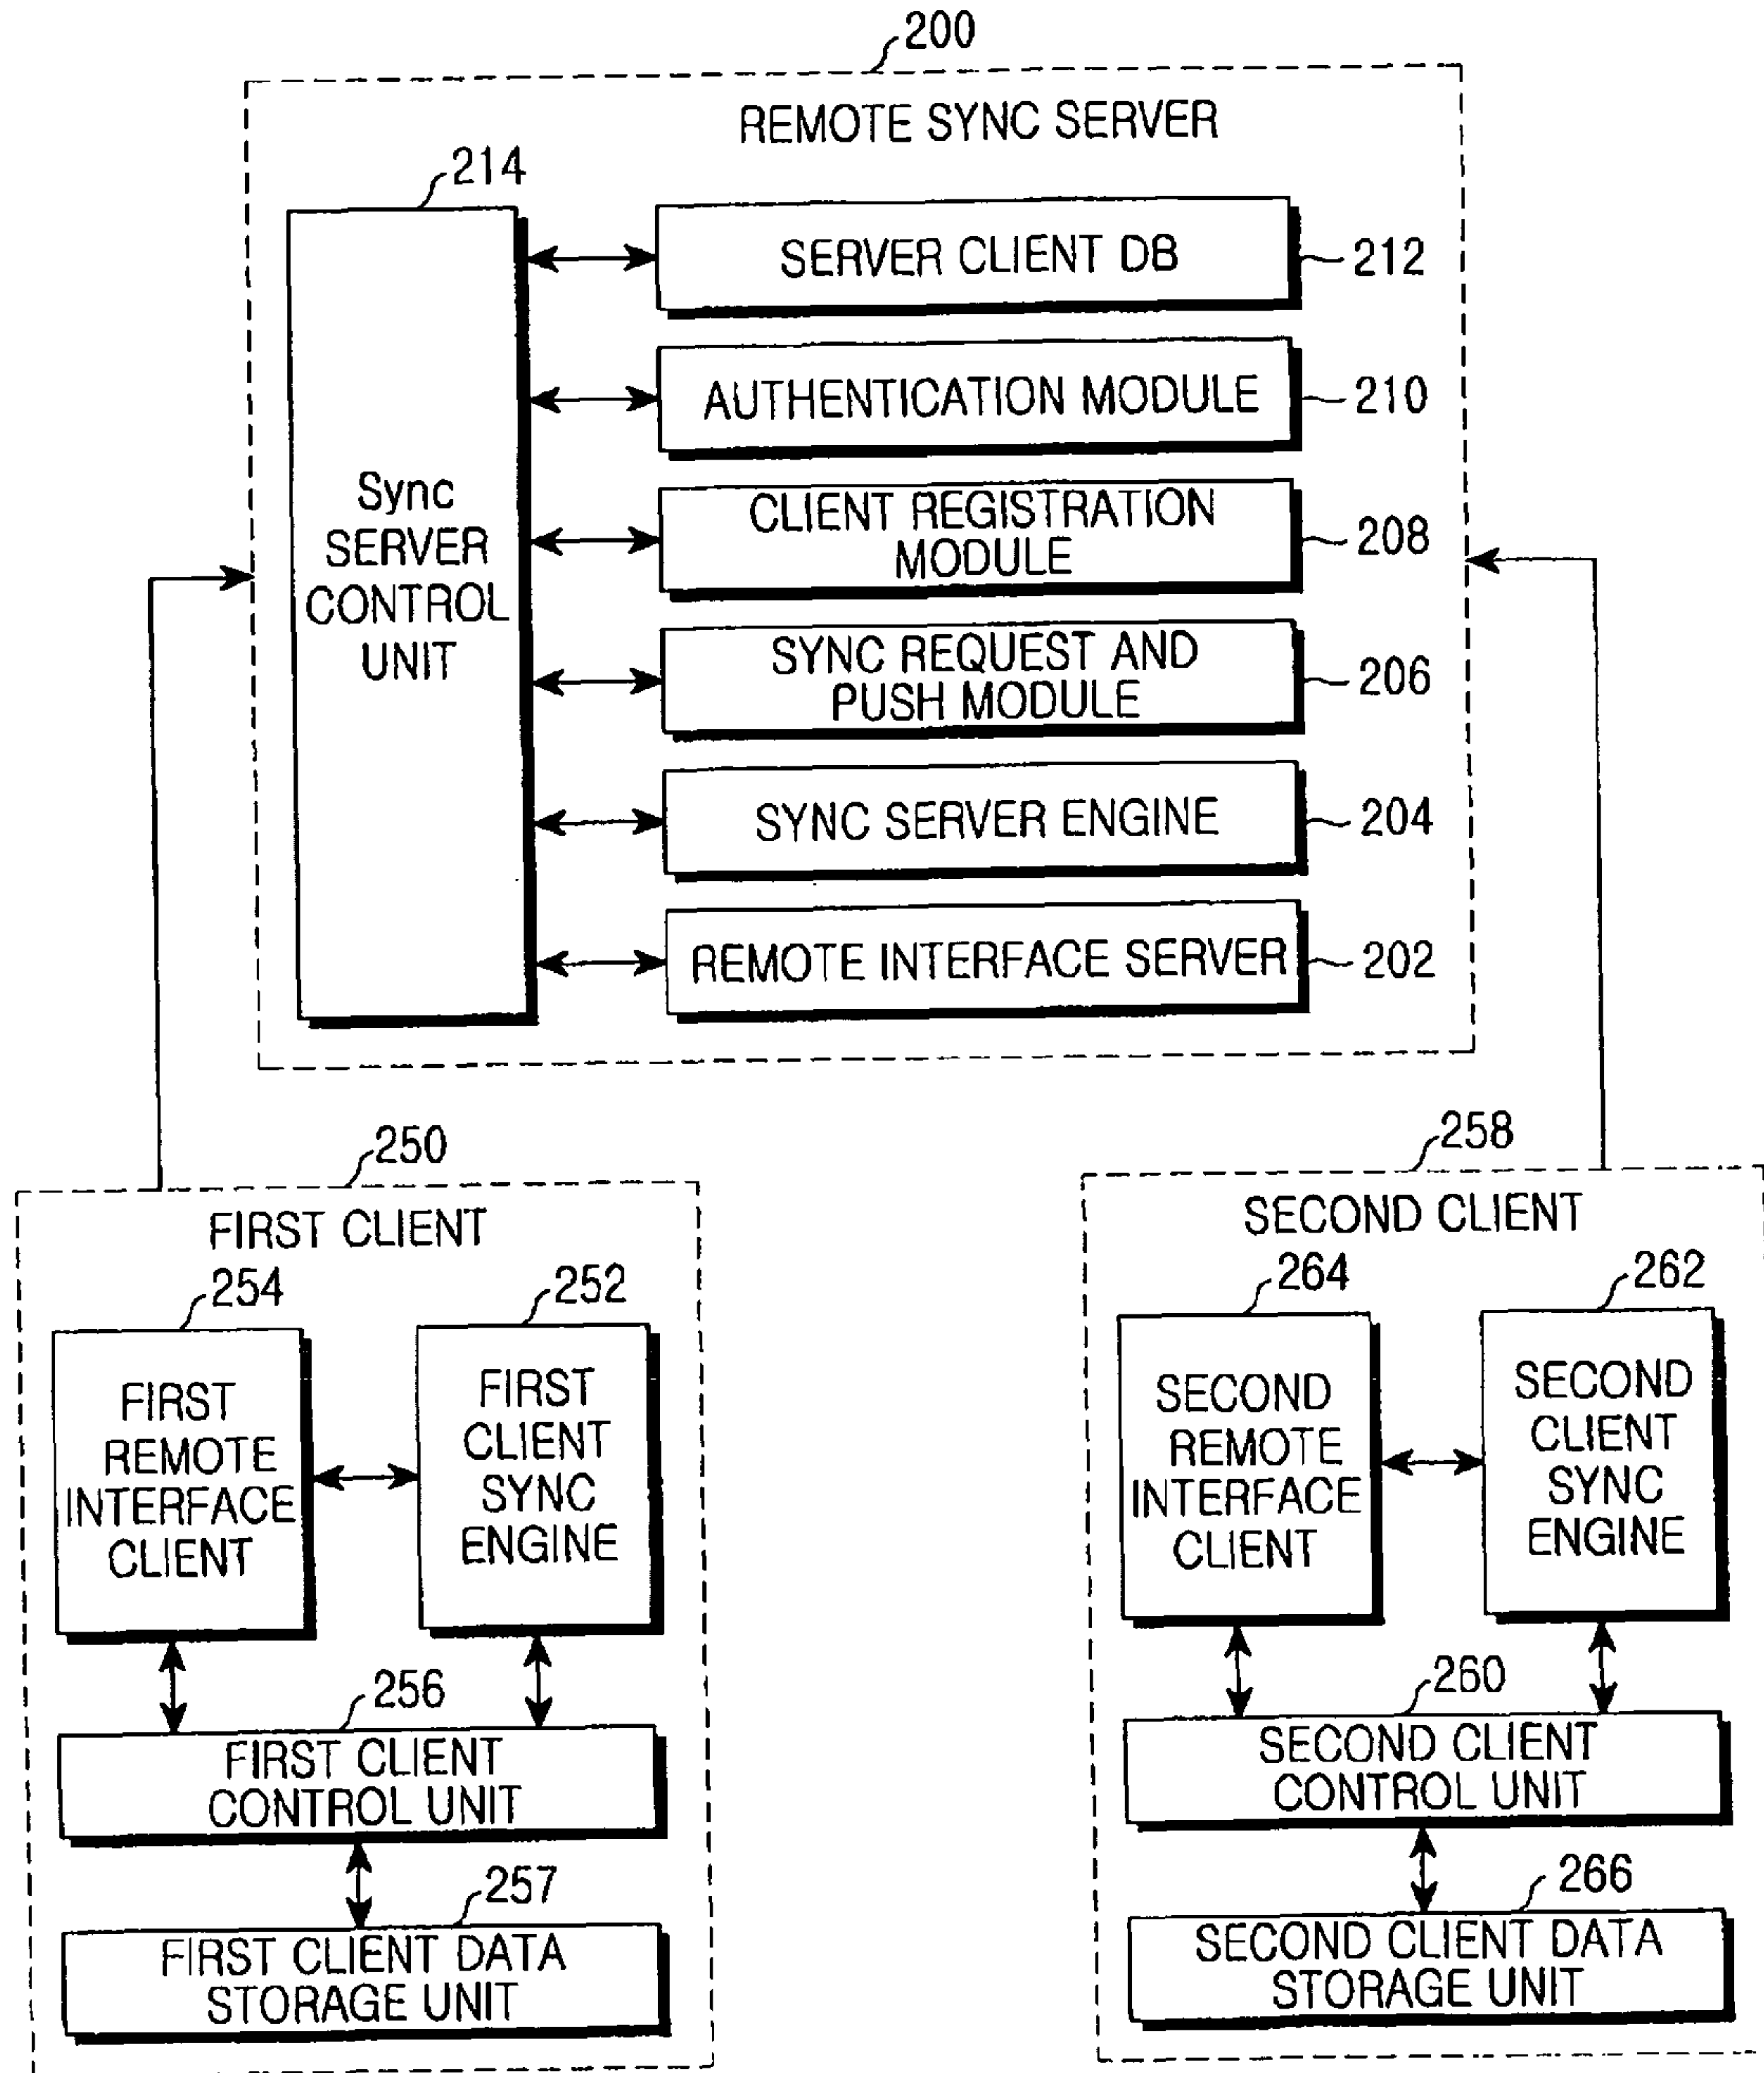 200
REMOTE SYNC SERVER
214
Sync
SERVER
CONTROL
UNIT
SERVER CLIENT DB
212
AUTHENTICATION MODULE
210
CLIENT REGISTRATION
MODULE
208
SYNC REQUEST AND
PUSH MODULE
206
SYNC SERVER ENGINE
204
REMOTE INTERFACE SERVER
202
250
FIRST CLIENT
254
FIRST
REMOTE
INTERFACE
CLIENT
252
FIRST
CLIENT
SYNC
ENGINE
256
FIRST CLIENT
CONTROL UNIT
257
FIRST CLIENT DATA
STORAGE UNIT
258
SECOND CLIENT
264
SECOND
REMOTE
INTERFACE
CLIENT
262
SECOND
CLIENT
SYNC
ENGINE
260
SECOND CLIENT
CONTROL UNIT
266
SECOND CLIENT DATA
STORAGE UNIT